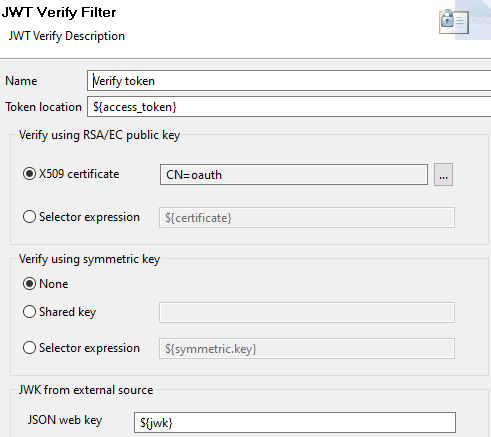 JWT Verify Filter
JWT Verify Description
Name Verify token
Token location ${access_token}
Verify using RSA/EC public key
X509 certificate CN=oauth ...
Selector expression ${certificate}
Verify using symmetric key
None
Shared key
Selector expression ${symmetric.key}
JWK from external source
JSON web key ${jwk}